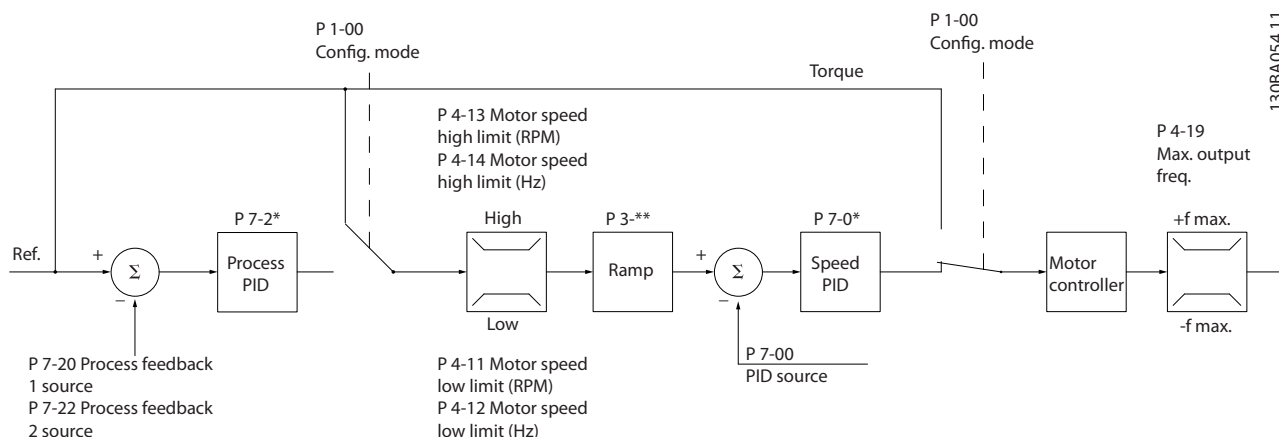 P 1-00
Config. mode
P 1-00
Config. mode
130BA054.11
Torque
P 4-13 Motor speed
high limit (RPM)
P 4-14 Motor speed
high limit (Hz)
P 4-19
Max. output
freq.
P 7-2*
High
P 3-**
P 7-0*
+f max.
Ref.
+
Σ
_
Process
PID
Ramp
+
Σ
_
Speed
PID
Motor
controller
Low
-f max.
P 7-20 Process feedback
1 source
P 7-22 Process feedback
2 source
P 4-11 Motor speed
low limit (RPM)
P 4-12 Motor speed
low limit (Hz)
P 7-00
PID source